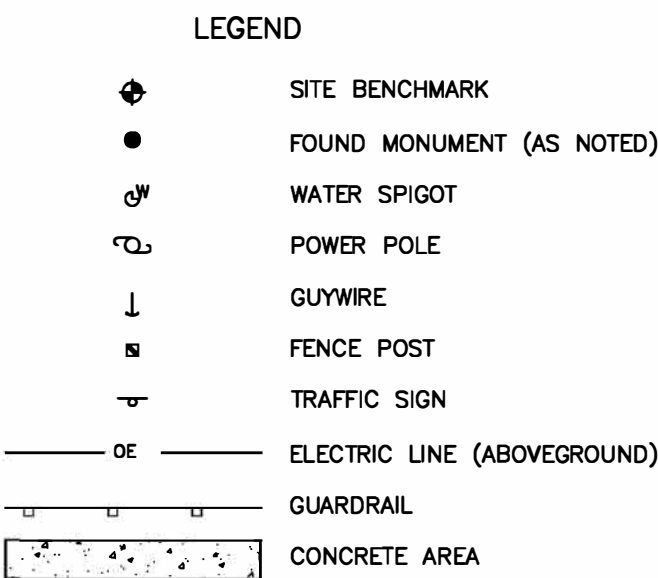 LEGEND
SITE BENCHMARK
FOUND MONUMENT (AS NOTED)
W WATER SPIGOT
POWER POLE
GUYWIRE
FENCE POST
TRAFFIC SIGN
OE ELECTRIC LINE (ABOVEGROUND)
GUARDRAIL
CONCRETE AREA